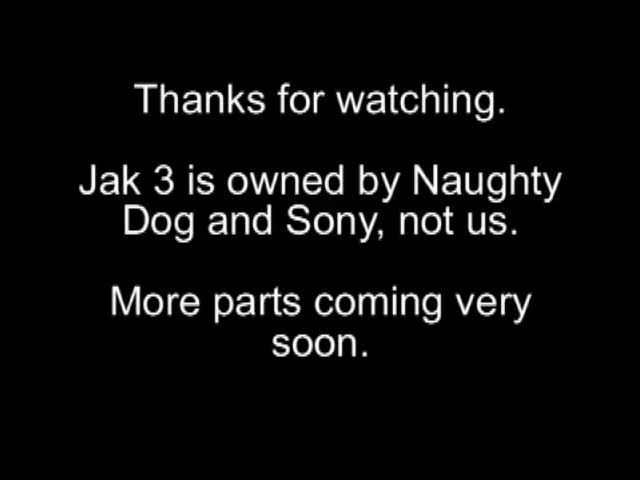 Thanks for watching.
Jak 3 is owned by Naughty
Dog and Sony, not us.
More parts coming very
soon.